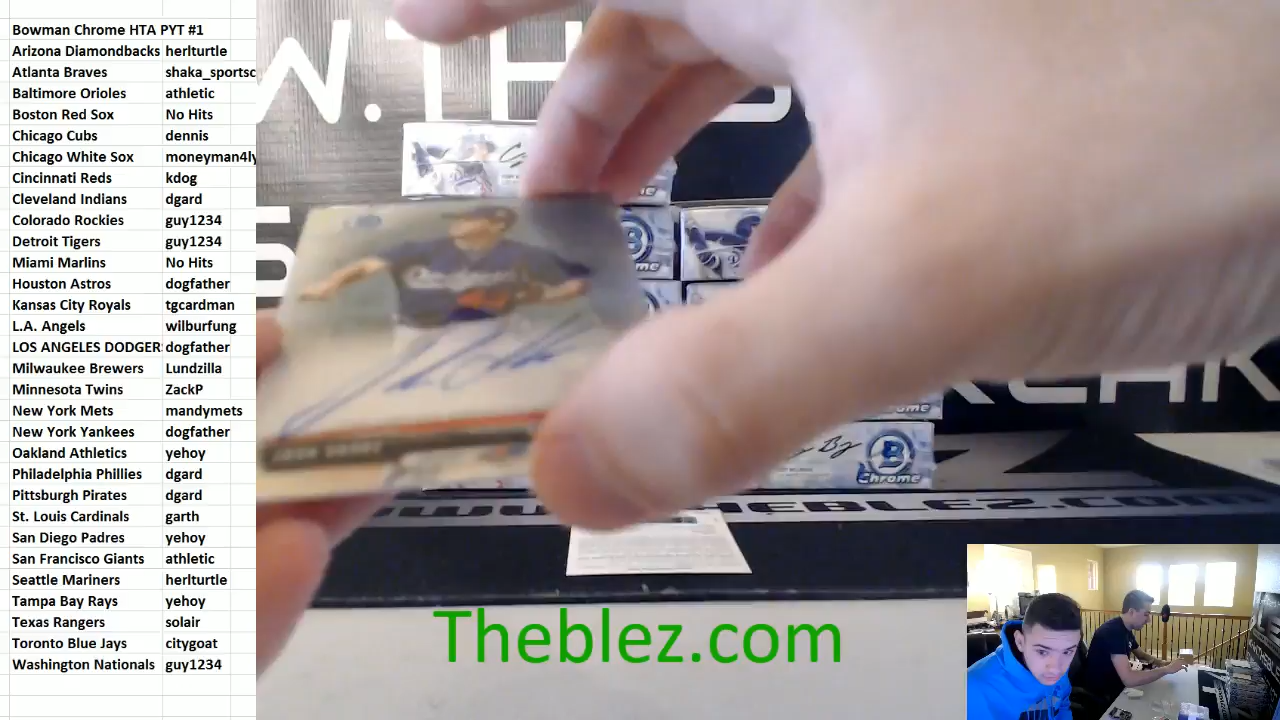 Bowman Chrome HTA PYT #1
Arizona Diamondbacks herlturtle
Atlanta Braves shaka_sportsc
Baltimore Orioles athletic
Boston Red Sox No Hits
Chicago Cubs dennis
Chicago White Sox moneyman4ly
Cincinnati Reds kdog
Cleveland Indians dgard
Colorado Rockies guy1234
Detroit Tigers guy1234
Miami Marlins No Hits
Houston Astros dogfather
Kansas City Royals tgcardman
L.A. Angels wilburfung
LOS ANGELES DODGERS dogfather
Milwaukee Brewers Lundzilla
Minnesota Twins ZackP
New York Mets mandymets
New York Yankees dogfather
Oakland Athletics yehoy
Philadelphia Phillies dgard
Pittsburgh Pirates dgard
St. Louis Cardinals garth
San Diego Padres yehoy
San Francisco Giants athletic
Seattle Mariners herlturtle
Tampa Bay Rays yehoy
Texas Rangers solair
Toronto Blue Jays citygoat
Washington Nationals guy1234
W.TH
B
Chrome
Theblez.com